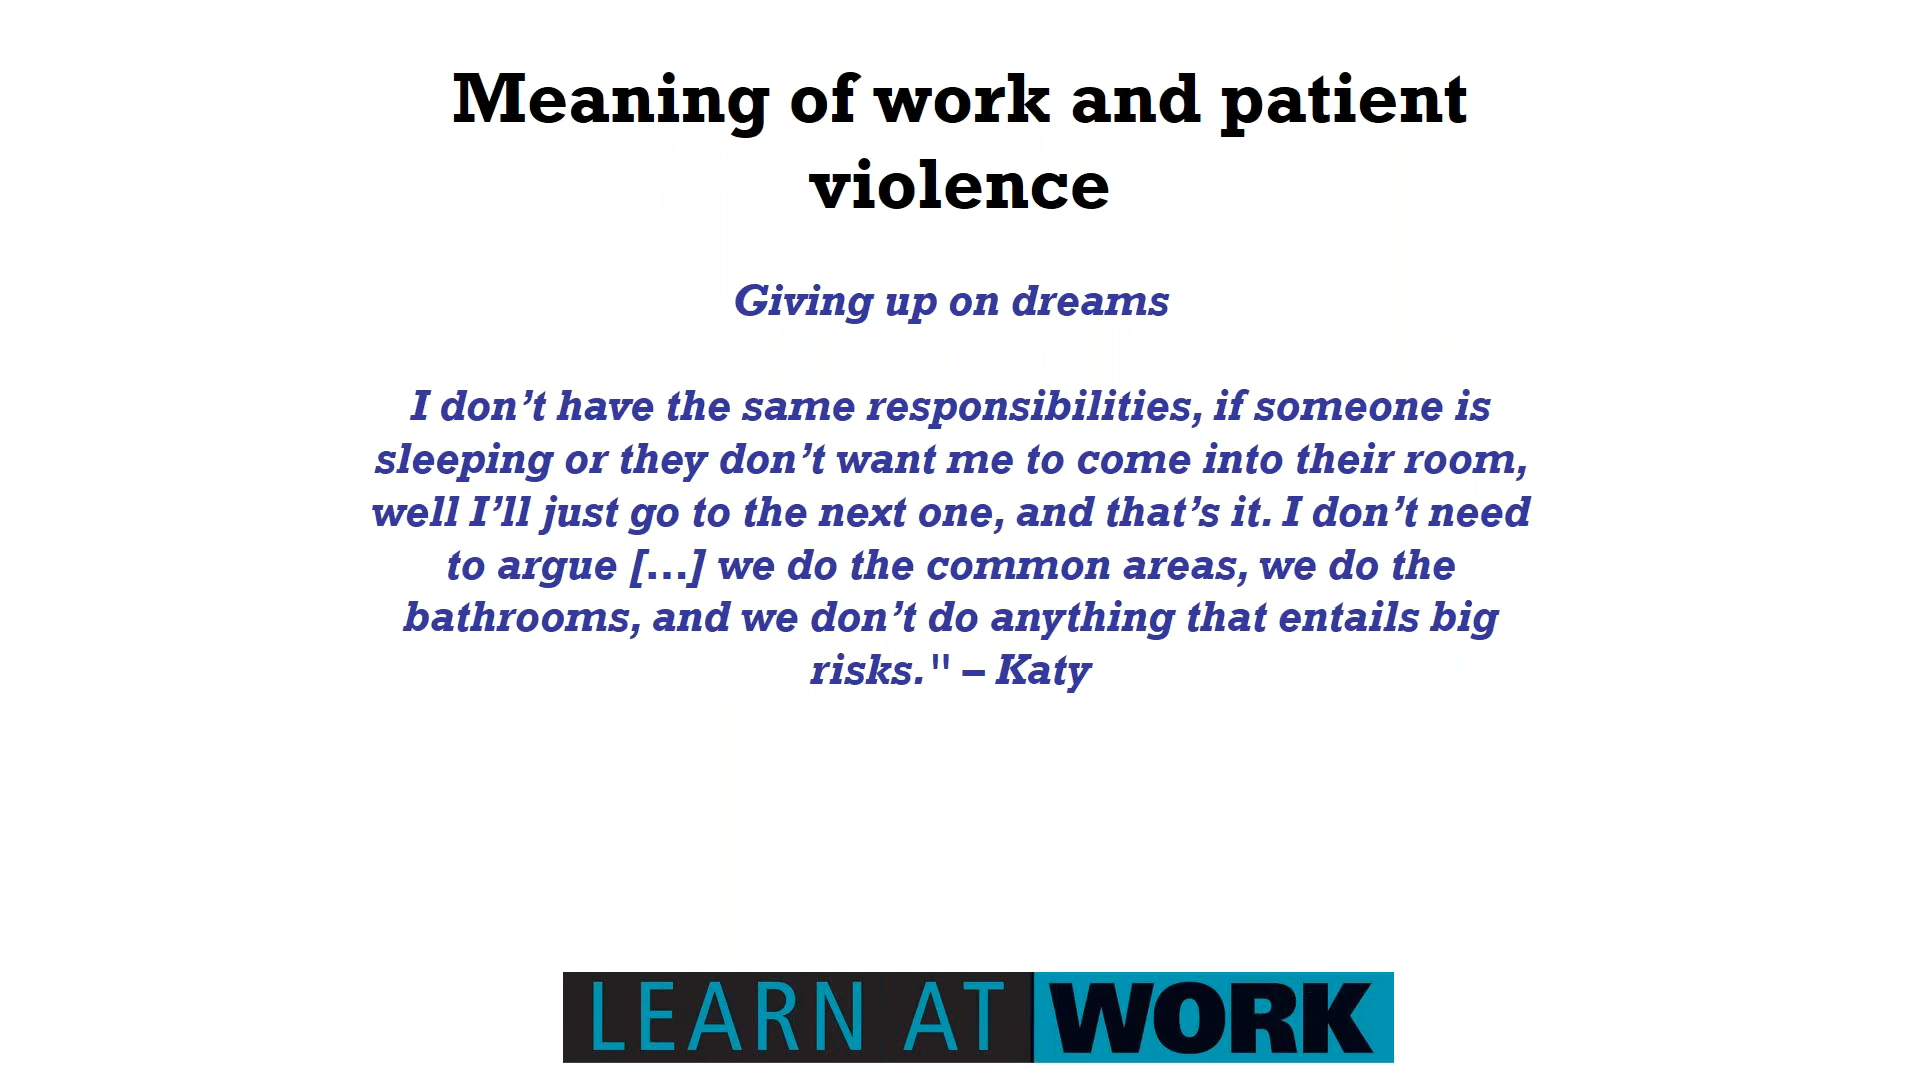 Meaning of work and patient
violence
Giving up on dreams
I don’t have the same responsibilities, if someone is
sleeping or they don’t want me to come into their room,
well I’ll just go to the next one, and that’s it. I don’t need
to argue […] we do the common areas, we do the
bathrooms, and we don’t do anything that entails big
risks." – Katy
LEARN AT WORK